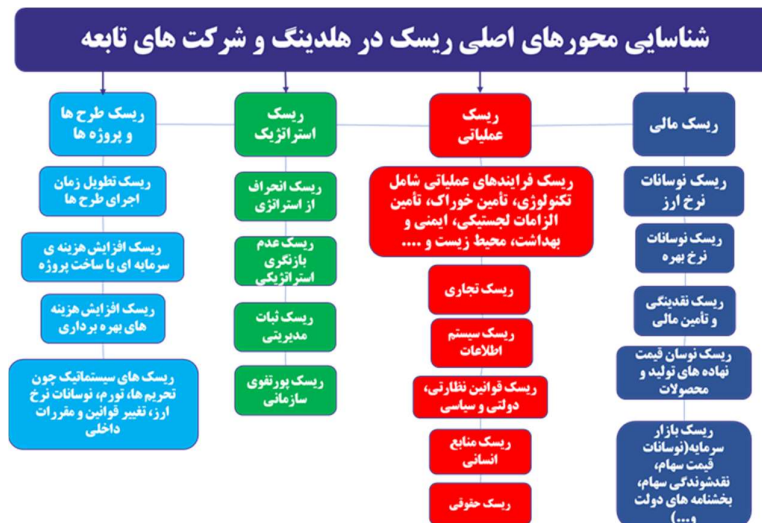 شناسایی محورهای اصلی ریسک در هلدینگ و شرکت های تابعه
ریسک مالی
ریسک نوسانات
نرخ ارز
ریسک نوسانات
نرخ بهره
ریسک نقدینگی
و تأمین مالی
ریسک نوسان قیمت
نهاده های تولید و
محصولات
ریسک بازار
سرمایه(نوسانات
قیمت سهام،
نقدشوندگی سهام،
بخشنامه های دولت
و...)
ریسک
عملیاتی
ریسک فرایندهای عملیاتی شامل
تکنولوژی، تأمین خوراک، تأمین
الزامات لجستیکی، ایمنی و
بهداشت، محیط زیست و ....
ریسک تجاری
ریسک سیستم
اطلاعات
ریسک قوانین نظارتی،
دولتی و سیاسی
ریسک منابع
انسانی
ریسک حقوقی
ریسک
استراتژیک
ریسک انحراف
از استراتژی
ریسک عدم
بازنگری
استراتژیکی
ریسک ثبات
مدیریتی
ریسک پورتفوی
سازمانی
ریسک طرح ها
و پروژه ها
ریسک تطویل زمان
اجرای طرح ها
ریسک افزایش هزینه ی
سرمایه ای یا ساخت پروژه
ریسک افزایش هزینه
های بهره برداری
ریسک های سیستماتیک چون
تحریم ها، تورم، نوسانات نرخ
ارز، تغییر قوانین و مقررات
داخلی